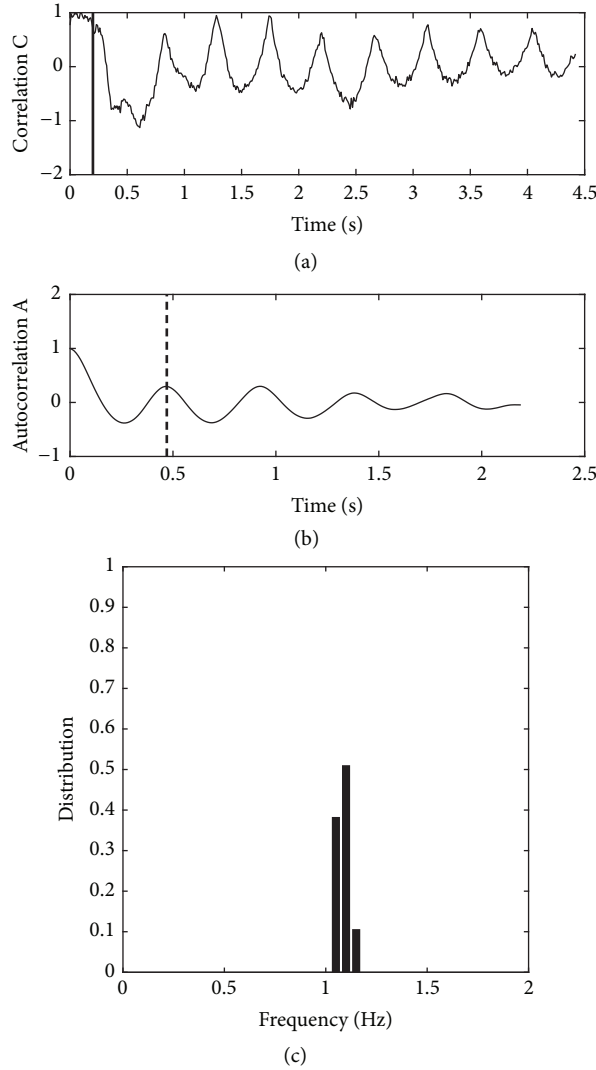 Correlation C
1
0
−1
−2
0 0.5 1 1.5 2 2.5 3 3.5 4 4.5
Time (s)
(a)
Autocorrelation A
2
1
0
−1
0 0.5 1 1.5 2 2.5
Time (s)
(b)
Distribution
1
0.9
0.8
0.7
0.6
0.5
0.4
0.3
0.2
0.1
0
0 0.5 1 1.5 2
Frequency (Hz)
(c)